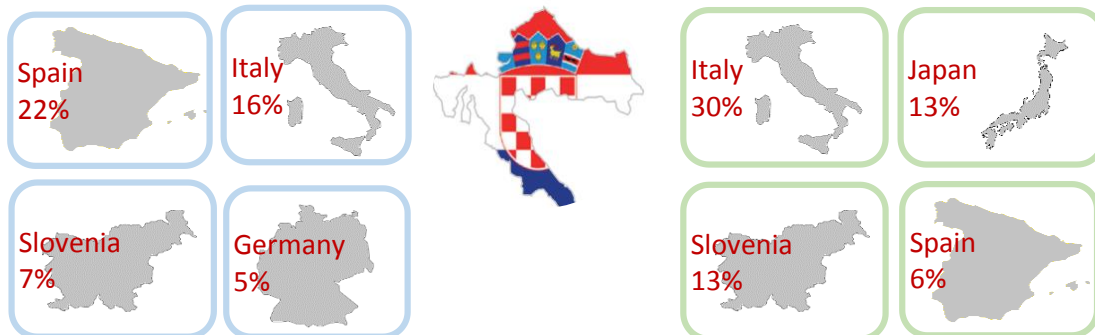 Spain
22%
Italy
16%
Slovenia
7%
Germany
5%
Italy
30%
Japan
13%
Slovenia
13%
Spain
6%